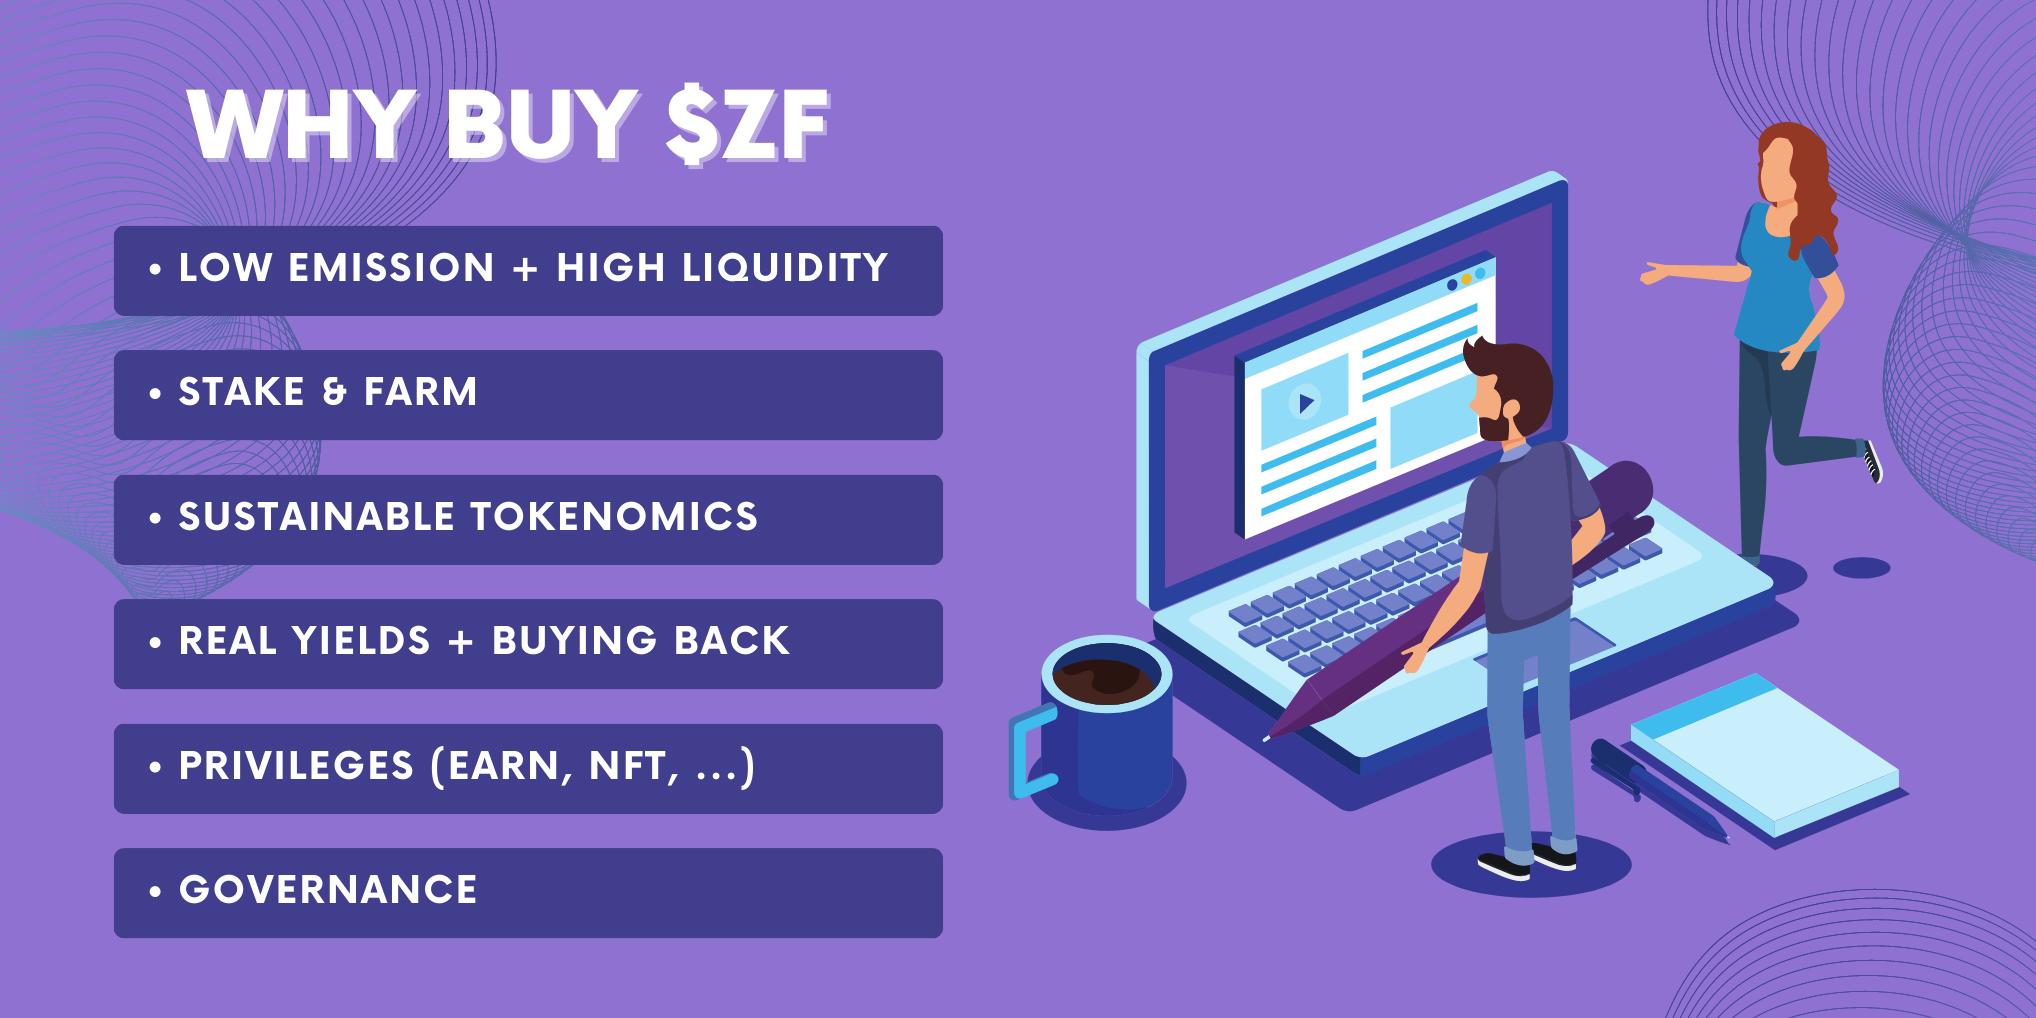 WHY BUY $ZF
• LOW EMISSION + HIGH LIQUIDITY
• STAKE & FARM
• SUSTAINABLE TOKENOMICS
• REAL YIELDS + BUYING BACK
• PRIVILEGES (EARN, NFT, ...)
• GOVERNANCE